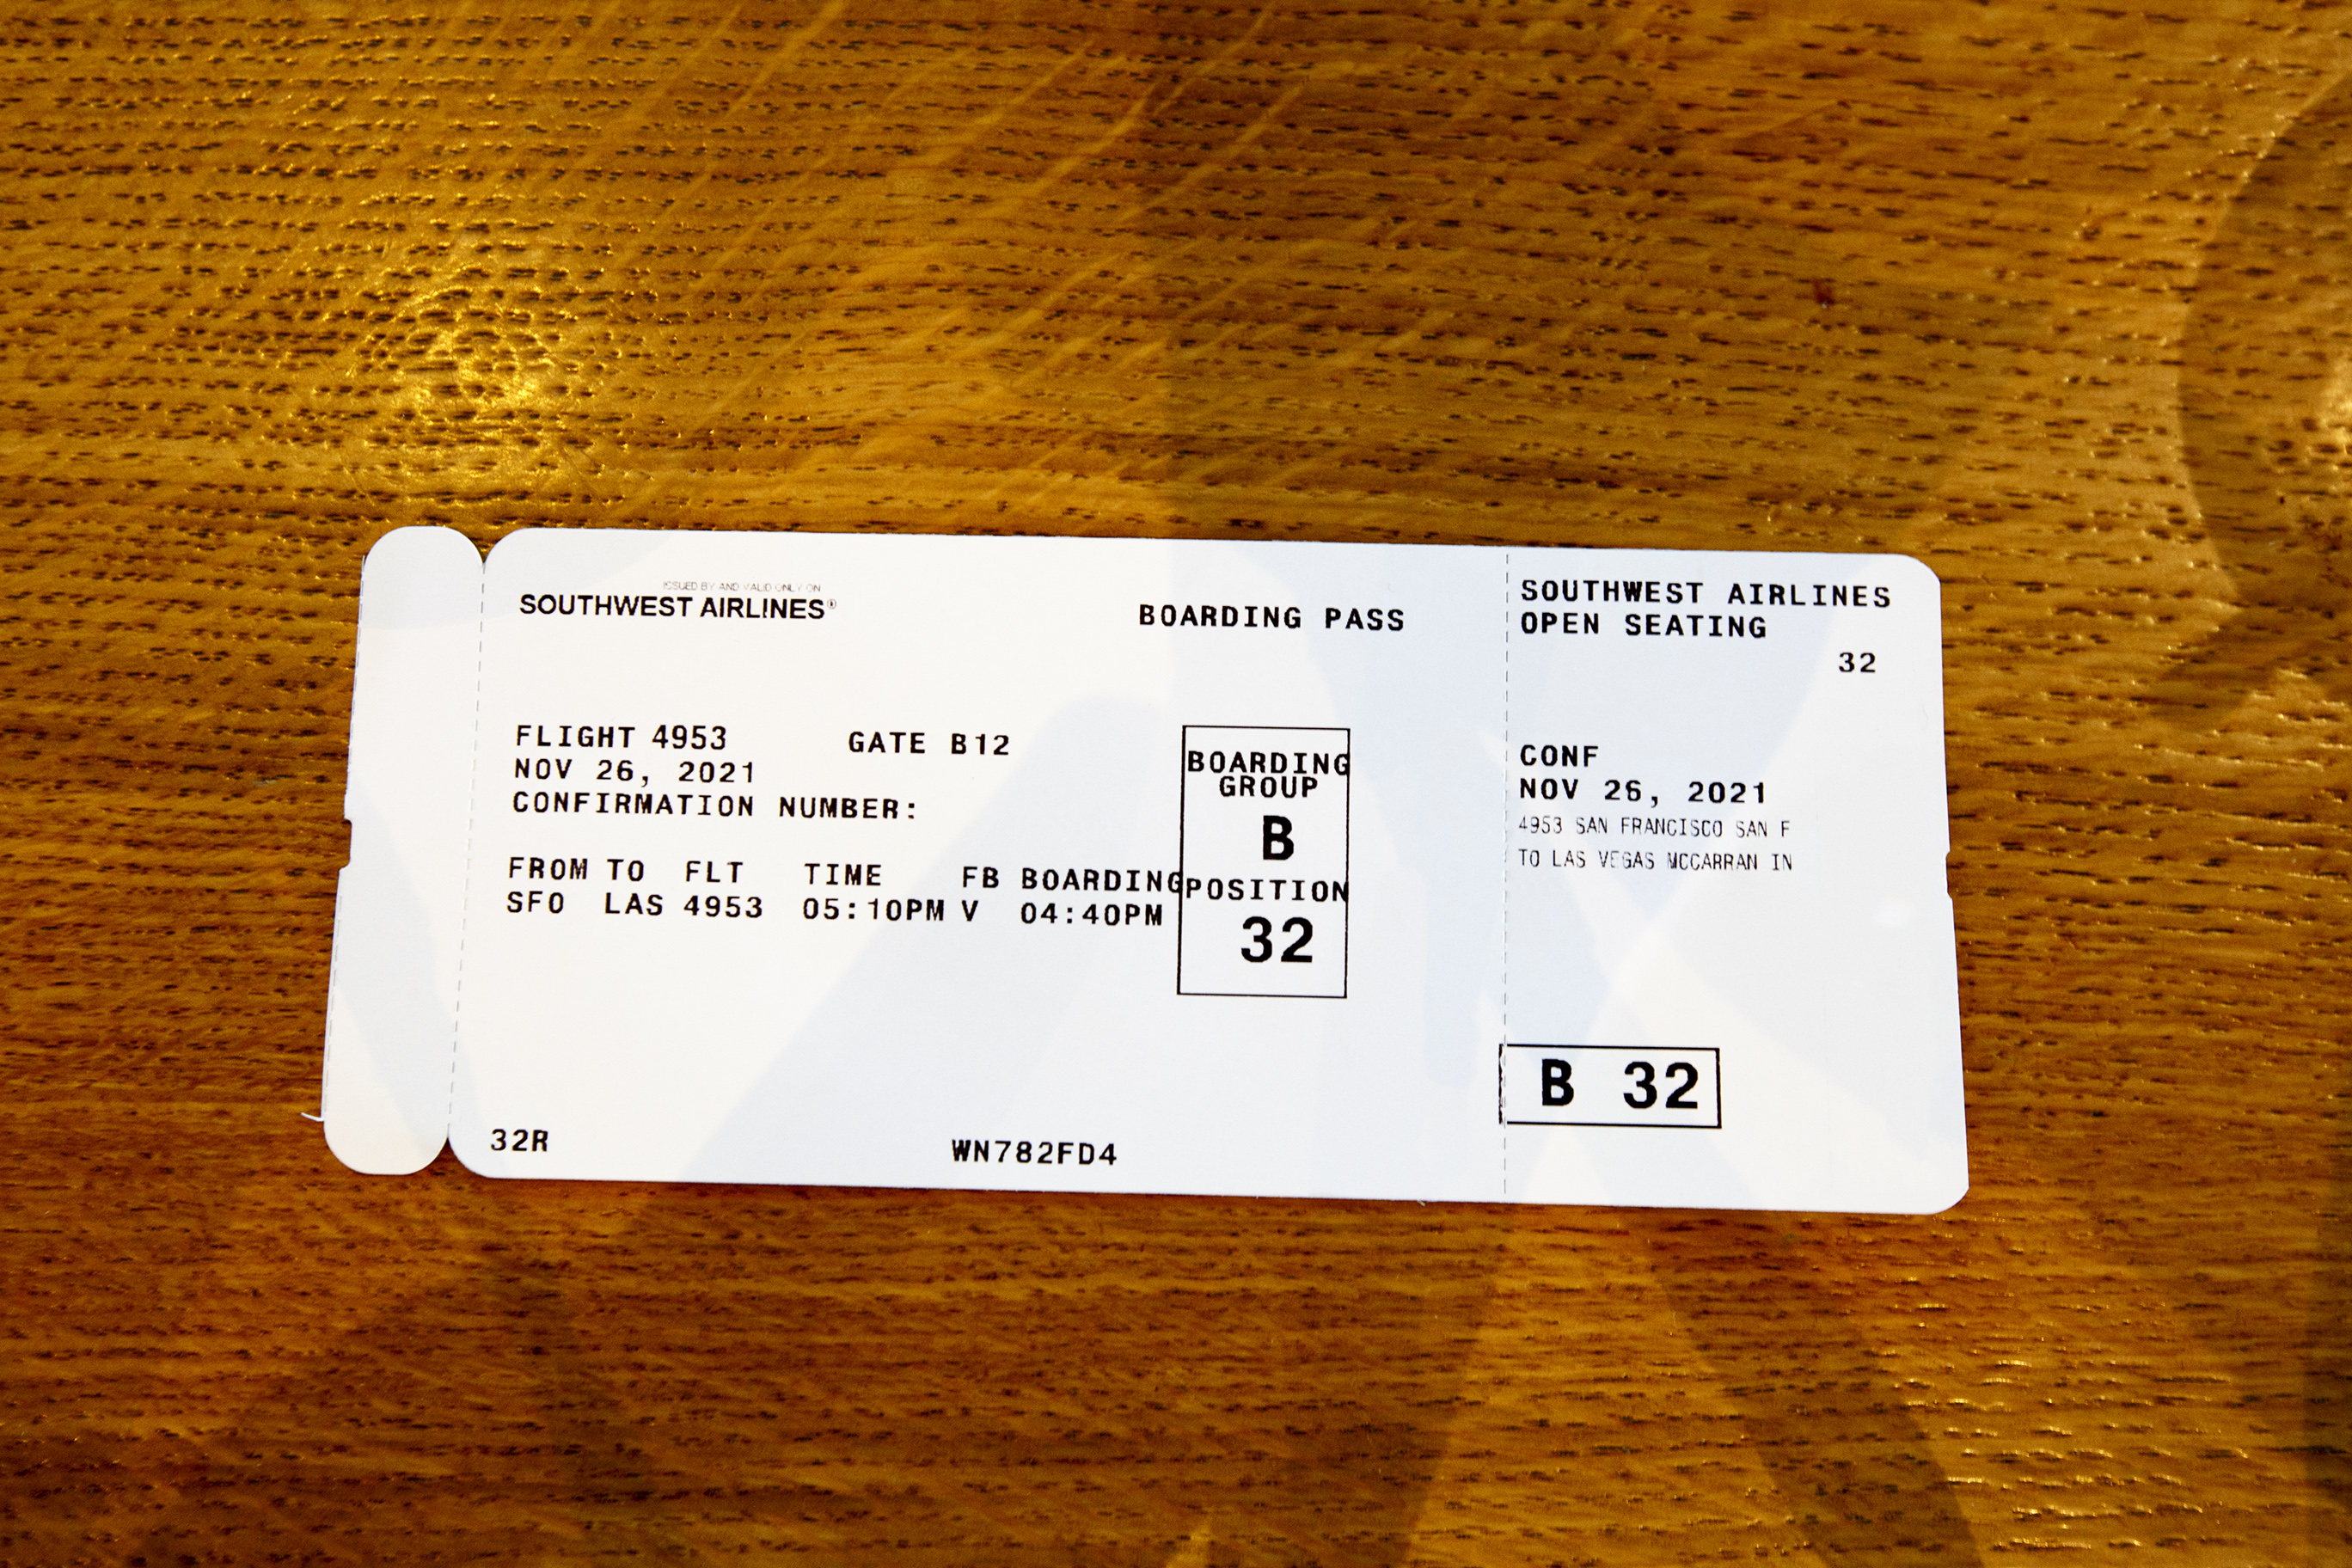 ISSUED BY AND VALID ONLY ON
SOUTHWEST AIRLINES®
BOARDING PASS
FLIGHT 4953 GATE B12
NOV 26, 2021
CONFIRMATION NUMBER:
FROM TO FLT TIME FB BOARDING
SFO LAS 4953 05:10PM V 04:40PM
BOARDING
GROUP
B
POSITION
32
32R
WN782FD4
SOUTHWEST AIRLINES
OPEN SEATING
32
CONF
NOV 26, 2021
4953 SAN FRANCISCO SAN F
TO LAS VEGAS MCCARRAN IN
B 32